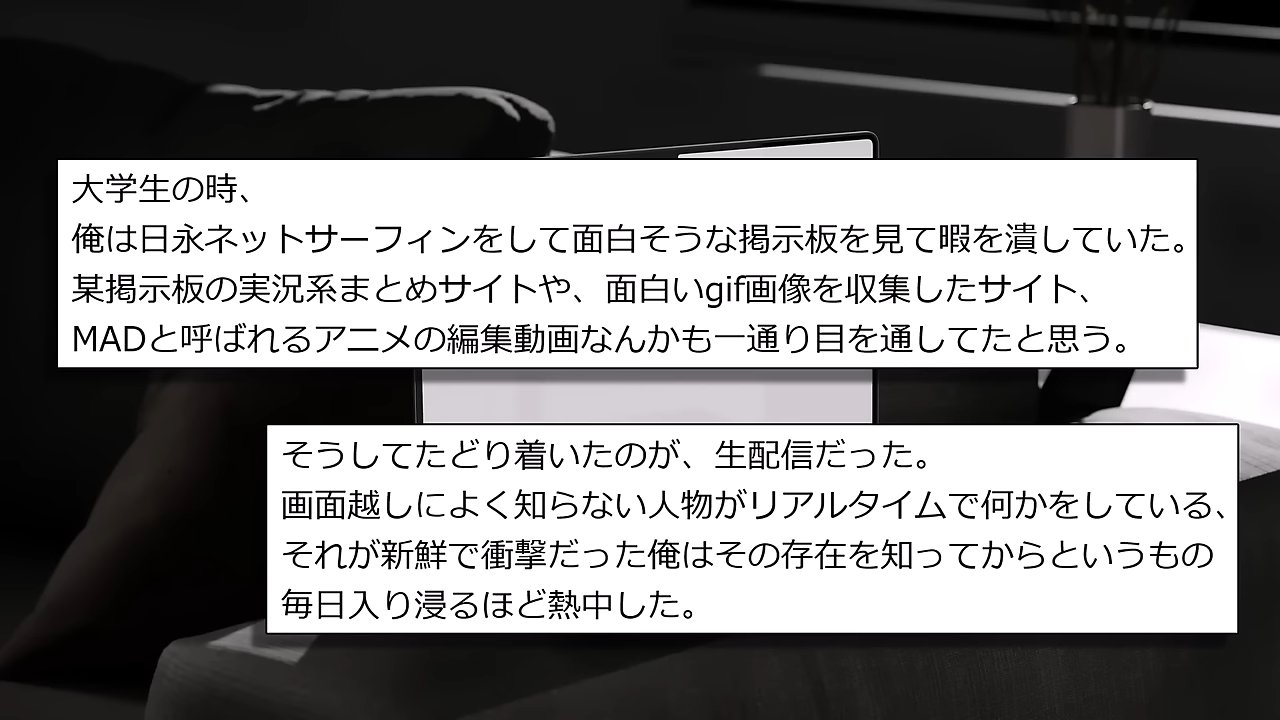 大学生の時、
俺は日永ネットサーフィンをして面白そうな掲示板を見て暇を潰していた。
某掲示板の実況系まとめサイトや、面白いgif画像を収集したサイト、
MADと呼ばれるアニメの編集動画なんかも一通り目を通してたと思う。
そうしてたどり着いたのが、生配信だった。
画面越しによく知らない人物がリアルタイムで何かをしている、
それが新鮮で衝撃だった俺はその存在を知ってからというもの
毎日入り浸るほど熱中した。